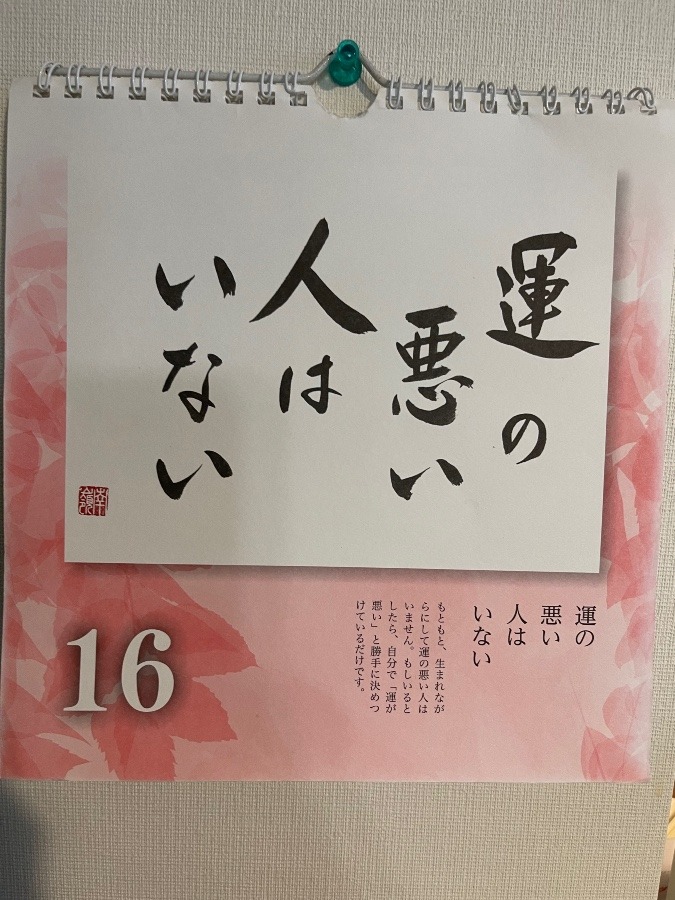 運の
悪い
人は
いない
運の
悪い
人は
いない
もともと、生まれなが
らにして運の悪い人は
いません。もしいると
したら、自分で「運が
悪い」と勝手に決めつ
けているだけです。
16